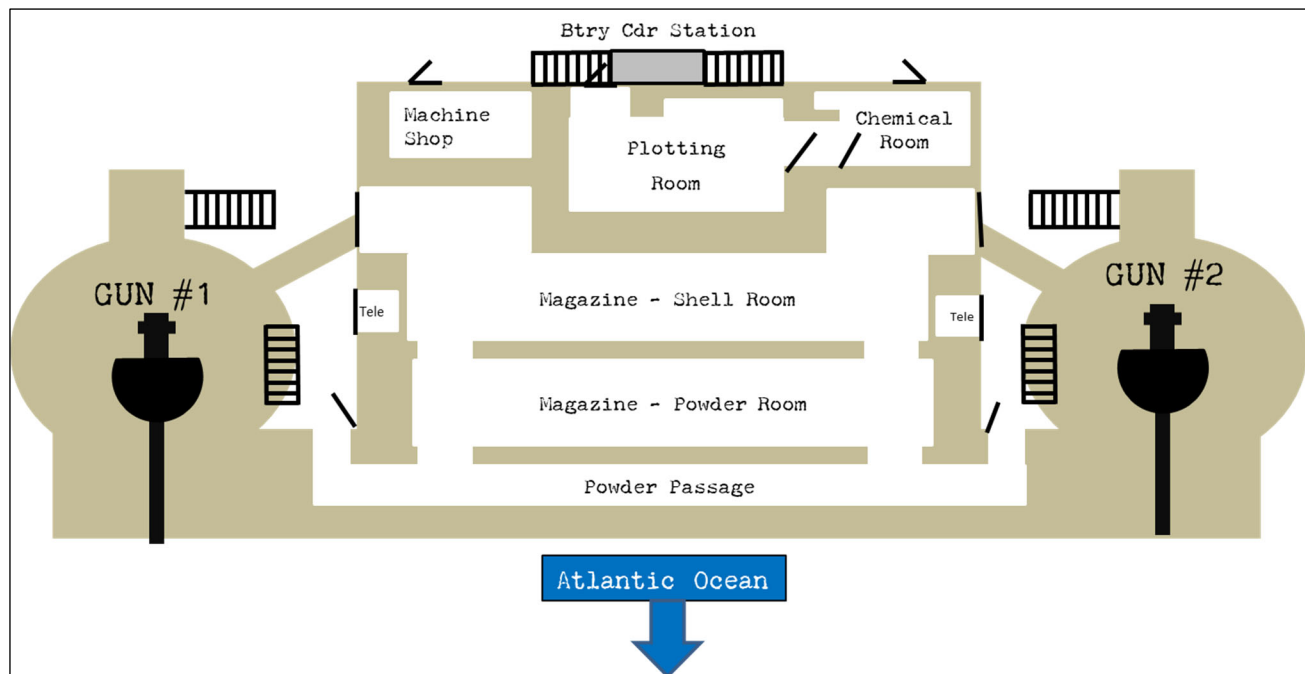 Btry Cdr Station
Machine
Shop
Plotting
Room
Chemical
Room
GUN #1
GUN #2
Magazine - Shell Room
Tele
Tele
Magazine - Powder Room
Powder Passage
Atlantic Ocean